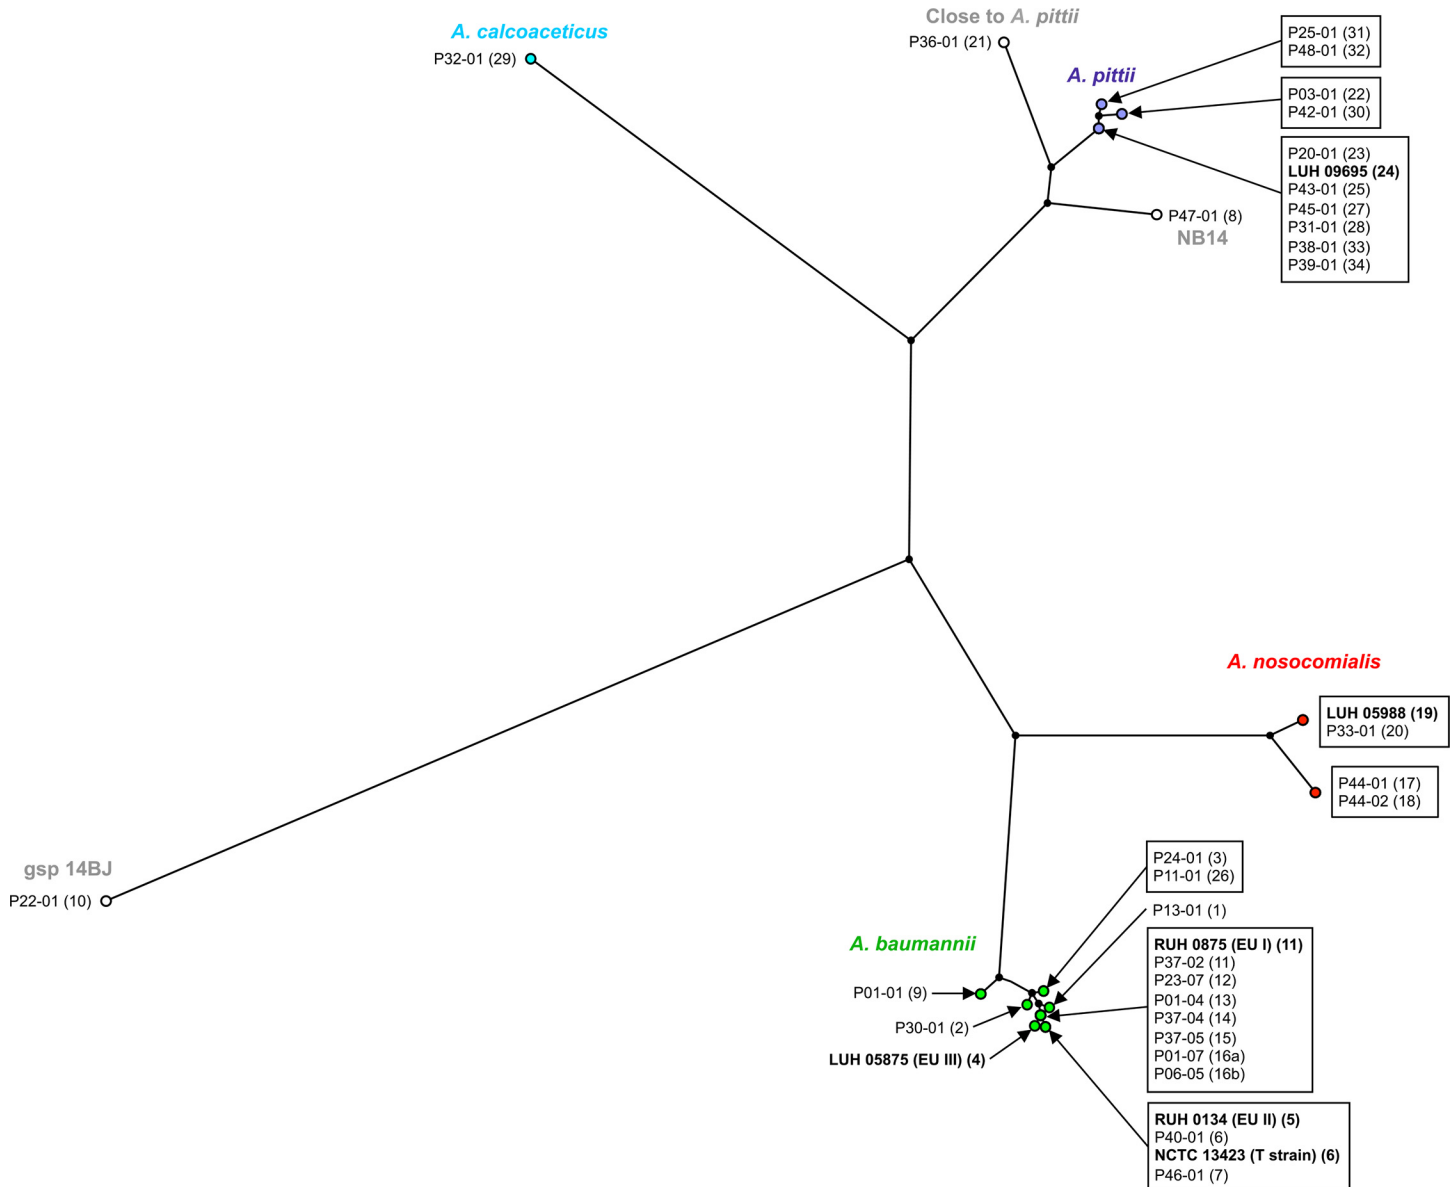 Close to A. pittii
P36-01 (21)
A. calcoaceticus
P32-01 (29)
A. pittii
P25-01 (31)
P48-01 (32)
P03-01 (22)
P42-01 (30)
P20-01 (23)
LUH 09695 (24)
P43-01 (25)
P45-01 (27)
P31-01 (28)
P38-01 (33)
P39-01 (34)
P47-01 (8)
NB14
A. nosocomialis
LUH 05988 (19)
P33-01 (20)
P44-01 (17)
P44-02 (18)
gsp 14BJ
P22-01 (10)
A. baumannii
P24-01 (3)
P11-01 (26)
P13-01 (1)
P01-01 (9)
P30-01 (2)
LUH 05875 (EU III) (4)
RUH 0875 (EU I) (11)
P37-02 (11)
P23-07 (12)
P01-04 (13)
P37-04 (14)
P37-05 (15)
P01-07 (16a)
P06-05 (16b)
RUH 0134 (EU II) (5)
P40-01 (6)
NCTC 13423 (T strain) (6)
P46-01 (7)